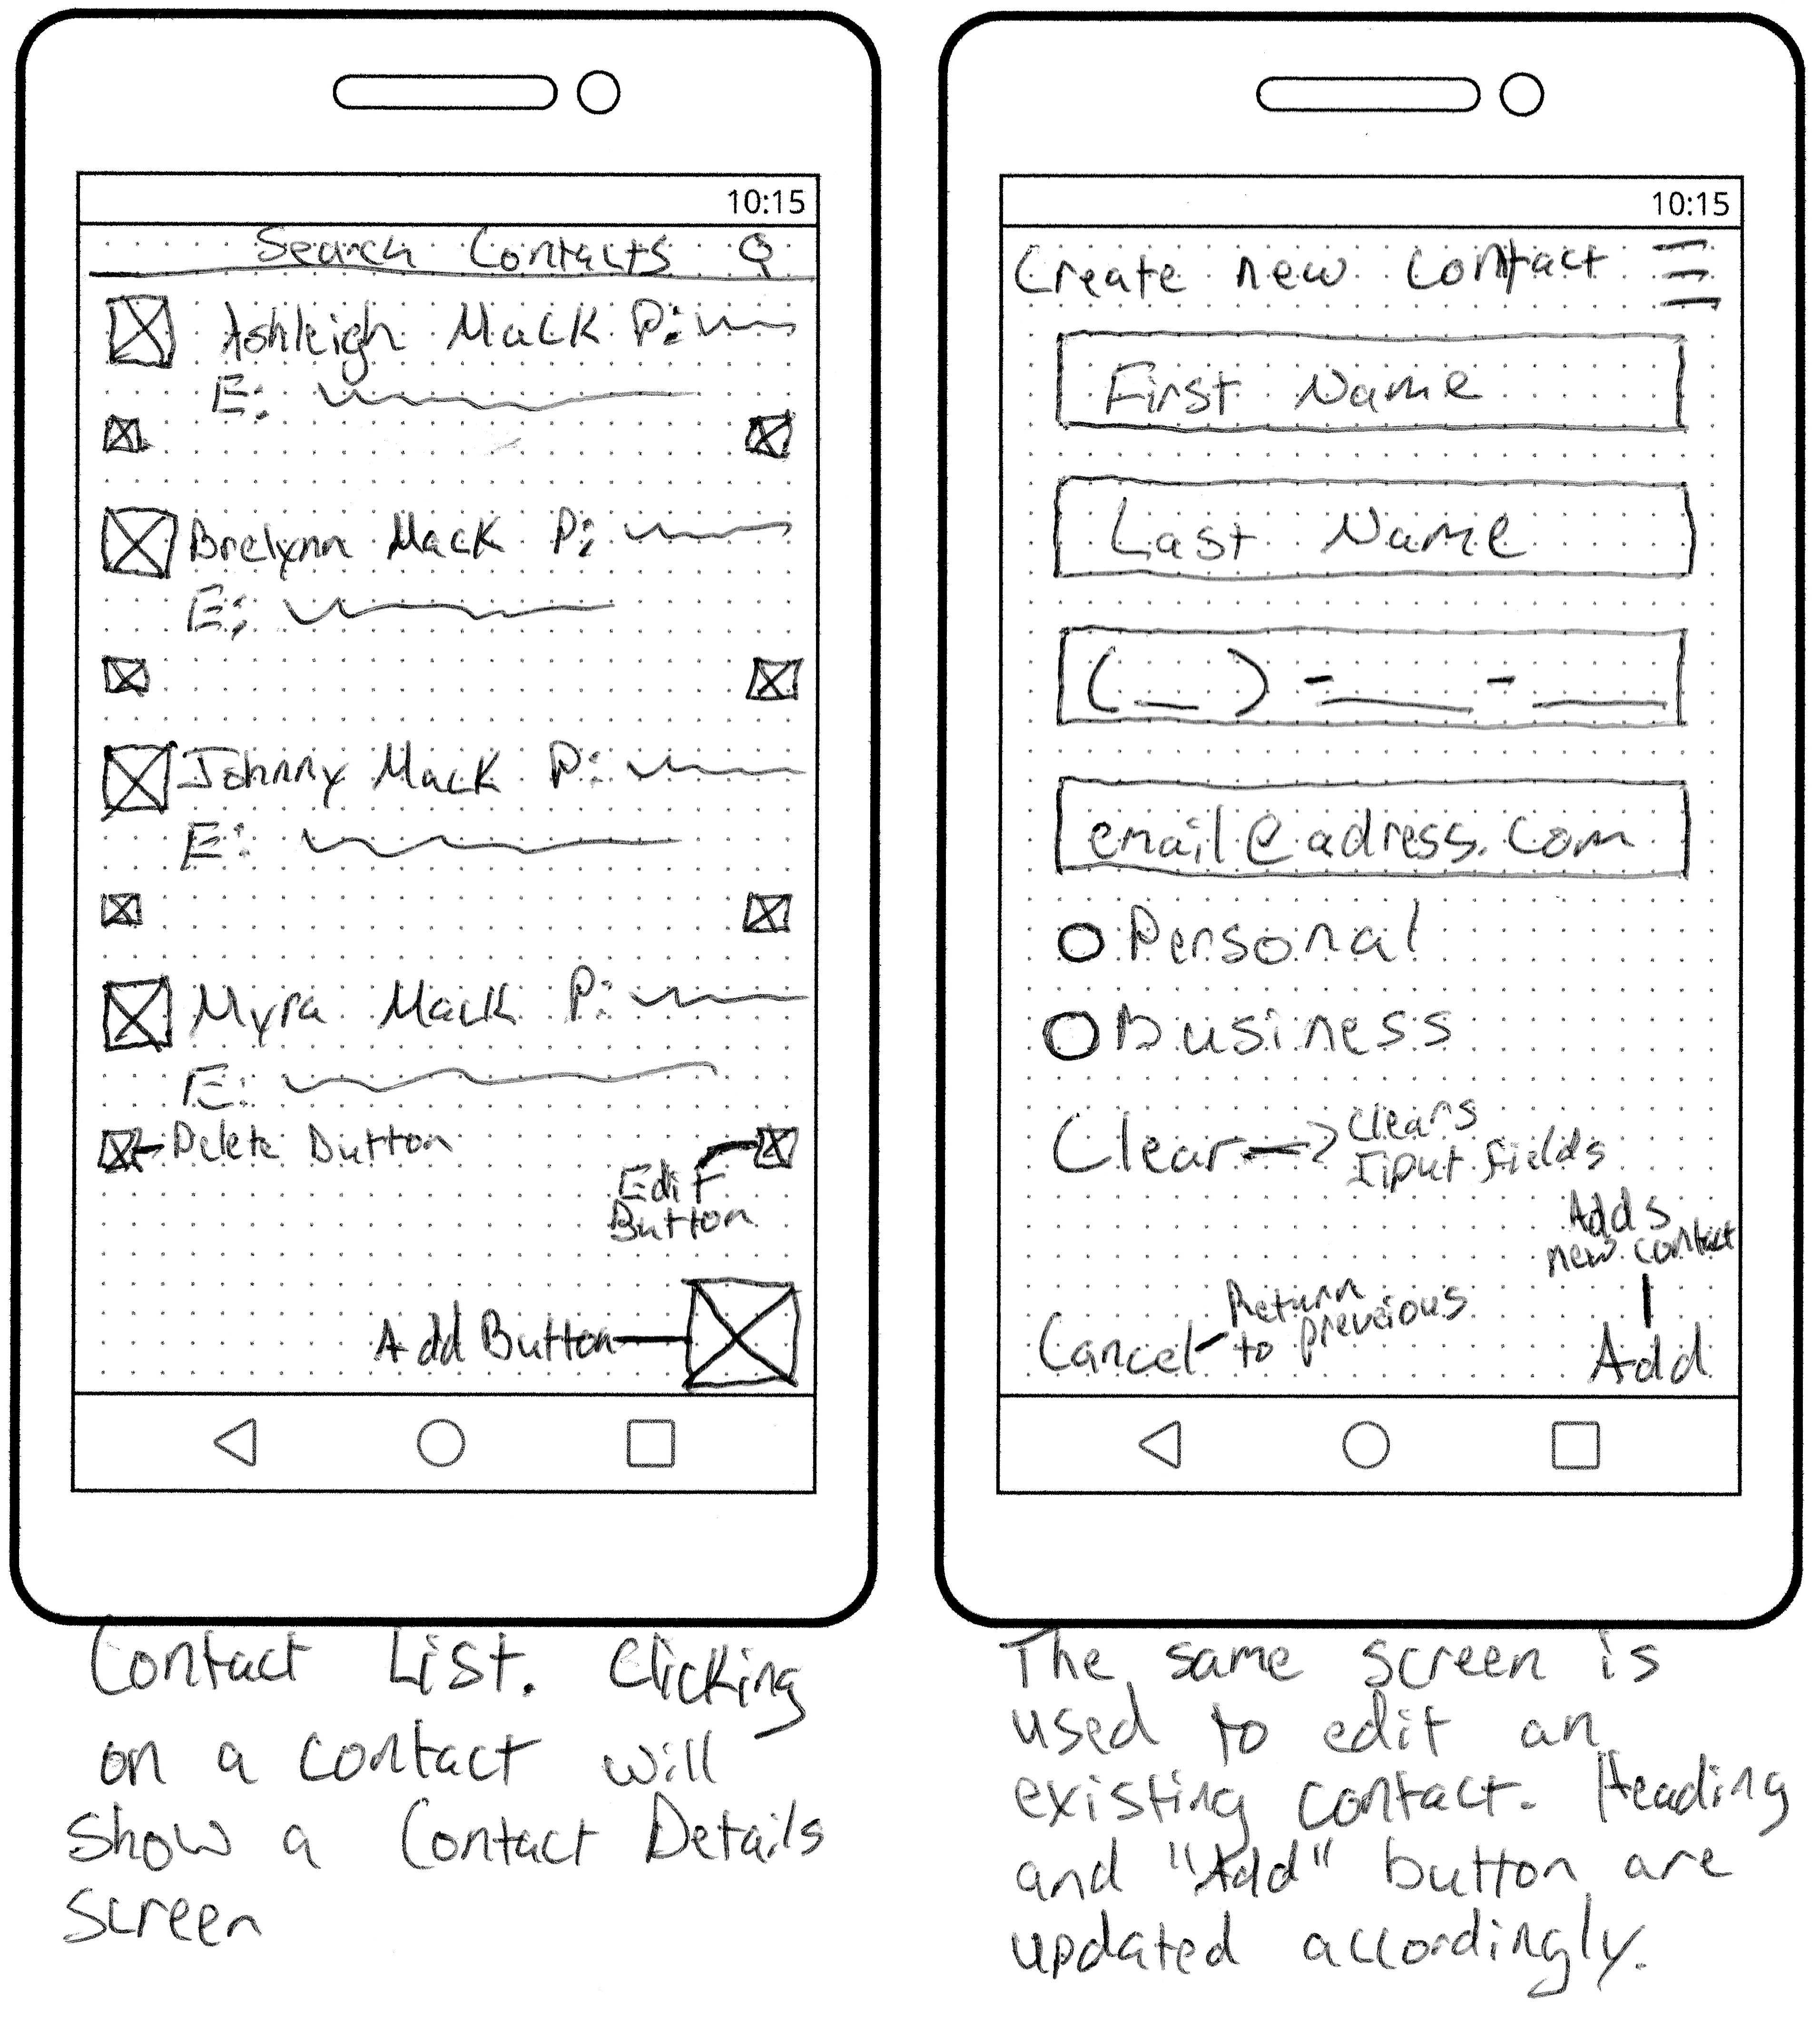 10:15
Search Contacts
Ashleigh Mack P:
E:
Brelynn Mack P:
E:
Johnny Mack P:
E:
Myra Mack P:
E:
Delete Button
Edit
Button
Add Button
Contact List. Clicking
on a contact will
show a Contact Details
screen
10:15
Create new contact
First Name
Last Name
(__) -___ - ___
email@adress.com
Personal
Business
Clear → Clears
Iput fields
Adds
new contact
Cancel - Return
to preveious
Add
The same screen is
used to edit an
existing contact. Heading
and "Add" button are
updated accordingly.